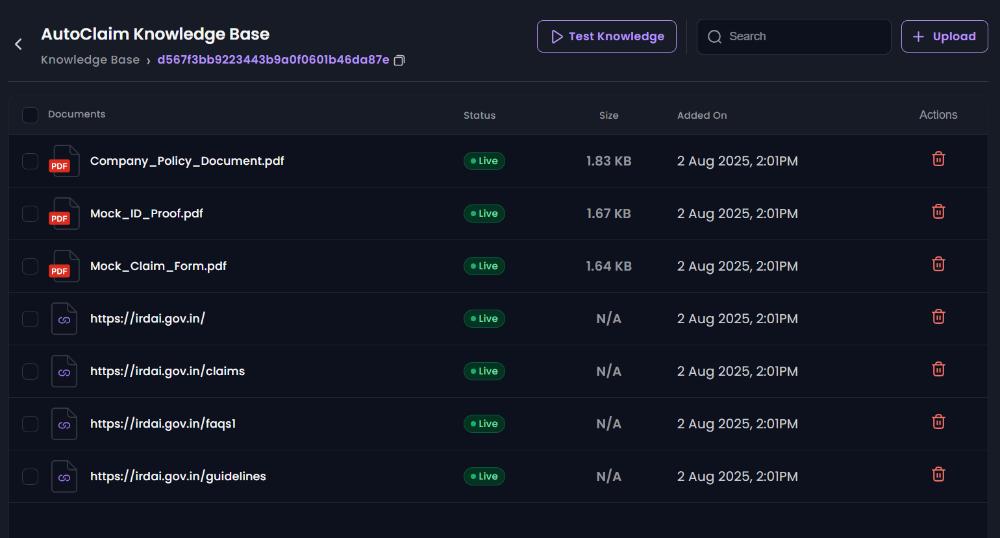 AutoClaim Knowledge Base
Knowledge Base › d567f3bb9223443b9a0f0601b46da87e
Test Knowledge
Search
Upload
Documents Status Size Added On Actions
PDF Company_Policy_Document.pdf Live 1.83 KB 2 Aug 2025, 2:01PM
PDF Mock_ID_Proof.pdf Live 1.67 KB 2 Aug 2025, 2:01PM
PDF Mock_Claim_Form.pdf Live 1.64 KB 2 Aug 2025, 2:01PM
https://irdai.gov.in/ Live N/A 2 Aug 2025, 2:01PM
https://irdai.gov.in/claims Live N/A 2 Aug 2025, 2:01PM
https://irdai.gov.in/faqs1 Live N/A 2 Aug 2025, 2:01PM
https://irdai.gov.in/guidelines Live N/A 2 Aug 2025, 2:01PM